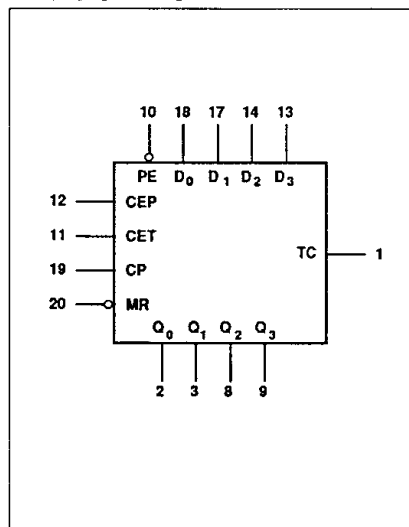 10 18 17 14 13
PE D0 D1 D2 D3
12 CEP
11 CET
TC 1
19 CP
20 MR
Q0 Q1 Q2 Q3
2 3 8 9